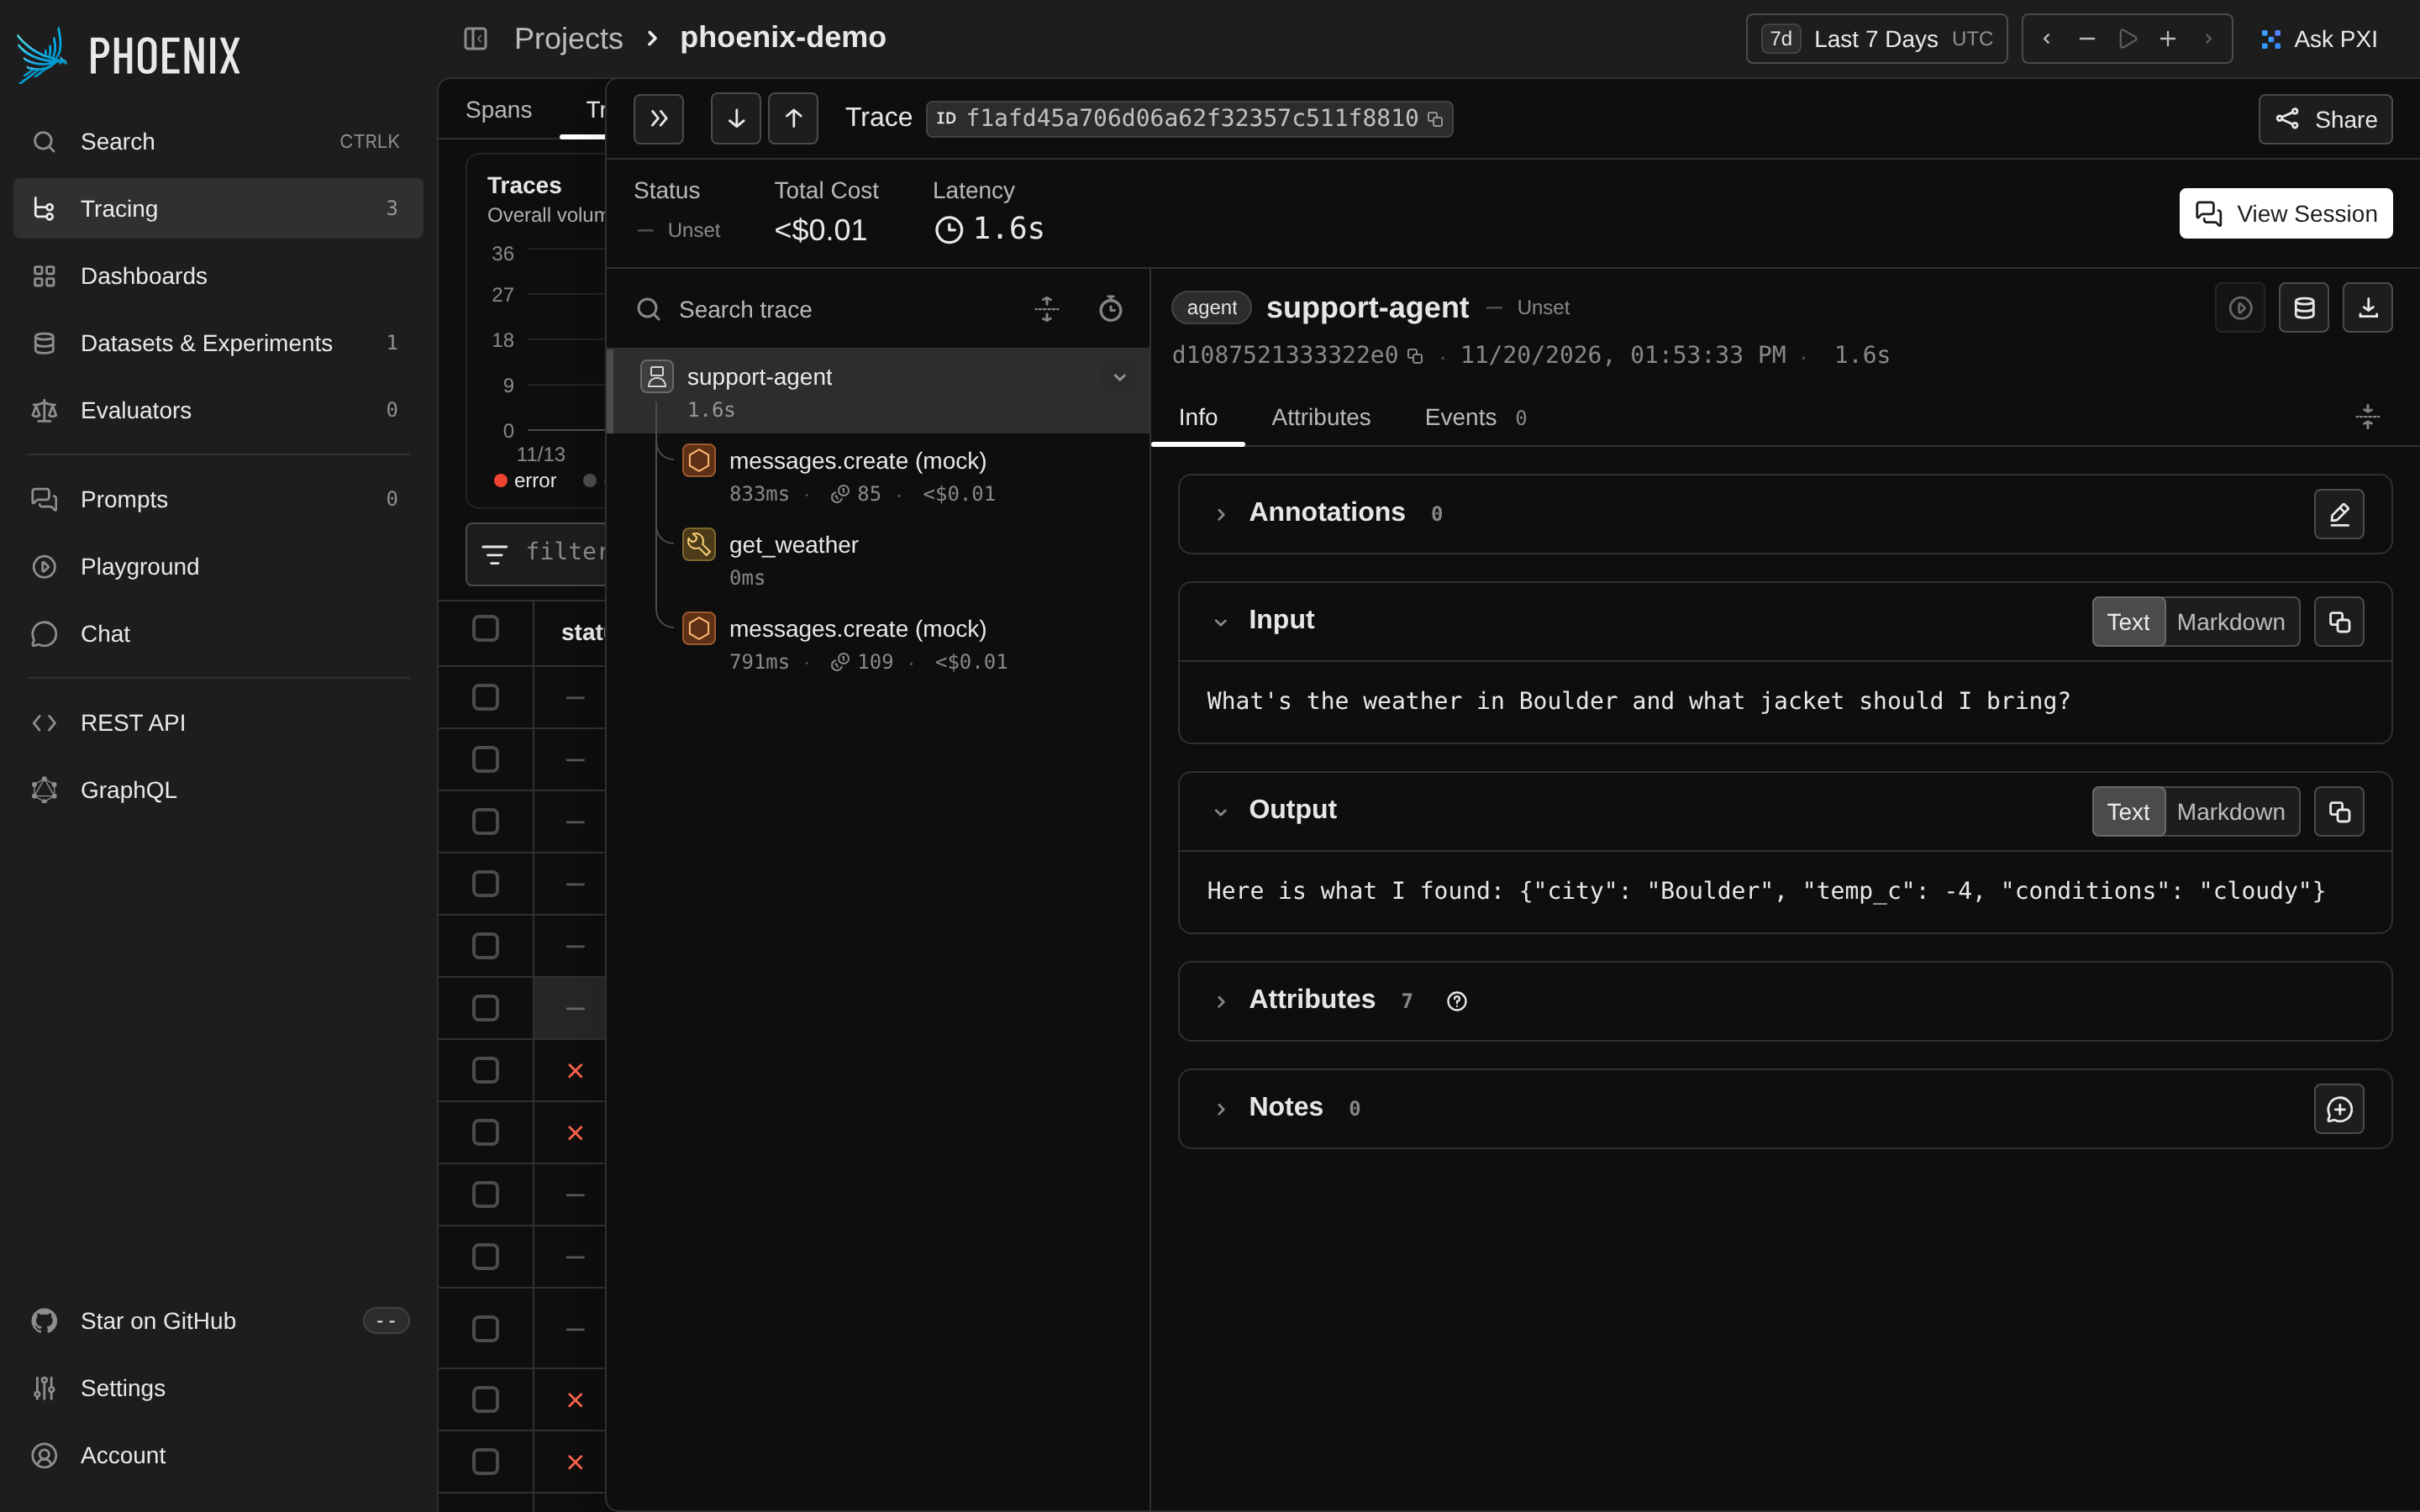 PHOENIX
Search CTRLK
Tracing 3
Dashboards
Datasets & Experiments 1
Evaluators 0
Prompts 0
Playground
Chat
REST API
GraphQL
Star on GitHub --
Settings
Account
Projects phoenix-demo
7d Last 7 Days UTC
Ask PXI
Spans
Traces
Overall
36
27
18
9
0
11/13
error
filter
Trace ID f1afd45a706d06a62f32357c511f8810
Share
Status Total Cost Latency
Unset <$0.01 1.6s
View Session
Search trace
support-agent
1.6s
messages.create (mock)
833ms · 85 · <$0.01
get_weather
0ms
messages.create (mock)
791ms · 109 · <$0.01
agent support-agent Unset
d1087521333322e0 · 11/20/2026, 01:53:33 PM · 1.6s
Info Attributes Events 0
Annotations 0
Input Text Markdown
What's the weather in Boulder and what jacket should I bring?
Output Text Markdown
Here is what I found: {"city": "Boulder", "temp_c": -4, "conditions": "cloudy"}
Attributes 7
Notes 0